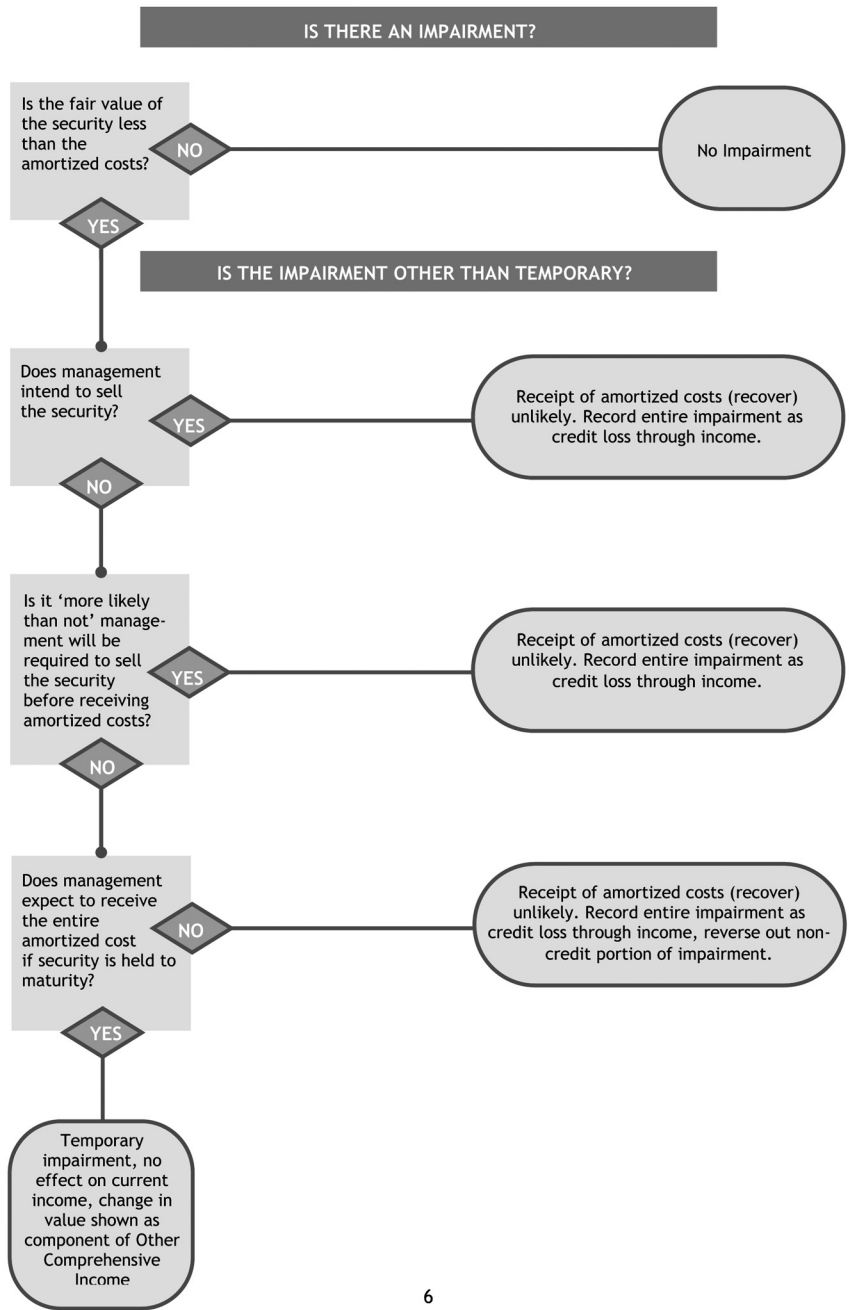 IS THERE AN IMPAIRMENT?
Is the fair value of
the security less
than the
amortized costs?
NO
No Impairment
YES
IS THE IMPAIRMENT OTHER THAN TEMPORARY?
Does management
intend to sell
the security?
YES
Receipt of amortized costs (recover)
unlikely. Record entire impairment as
credit loss through income.
NO
Is it ‘more likely
than not’ manage-
ment will be
required to sell
the security
before receiving
amortized costs?
YES
Receipt of amortized costs (recover)
unlikely. Record entire impairment as
credit loss through income.
NO
Does management
expect to receive
the entire
amortized cost
if security is held to
maturity?
NO
Receipt of amortized costs (recover)
unlikely. Record entire impairment as
credit loss through income, reverse out non-
credit portion of impairment.
YES
Temporary
impairment, no
effect on current
income, change in
value shown as
component of Other
Comprehensive
Income
6